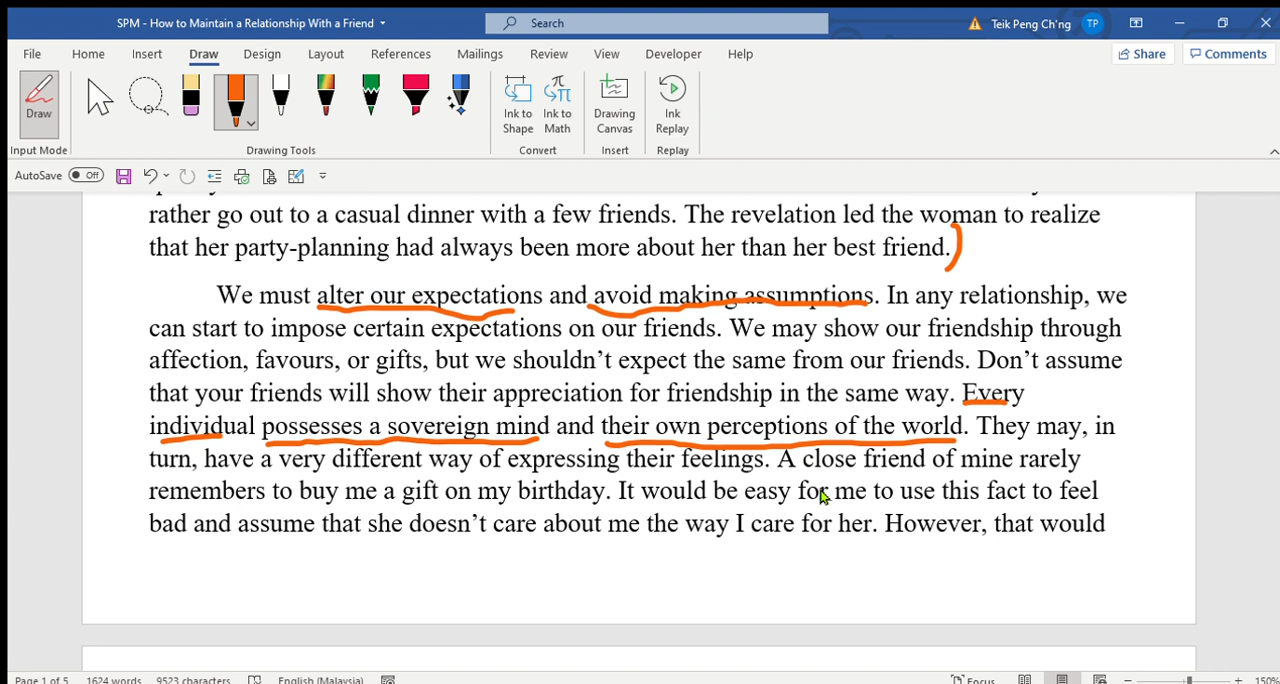 SPM - How to Maintain a Relationship With a Friend
Search
Teik Peng Ch'ng
TP
File Home Insert Draw Design Layout References Mailings Review View Developer Help
Share Comments
Draw
Ink to Shape
Ink to Math
Drawing Canvas
Ink Replay
Input Mode
Drawing Tools
Convert
Insert
Replay
AutoSave Off
rather go out to a casual dinner with a few friends. The revelation led the woman to realize
that her party-planning had always been more about her than her best friend.
We must alter our expectations and avoid making assumptions. In any relationship, we
can start to impose certain expectations on our friends. We may show our friendship through
affection, favours, or gifts, but we shouldn't expect the same from our friends. Don't assume
that your friends will show their appreciation for friendship in the same way. Every
individual possesses a sovereign mind and their own perceptions of the world. They may, in
turn, have a very different way of expressing their feelings. A close friend of mine rarely
remembers to buy me a gift on my birthday. It would be easy for me to use this fact to feel
bad and assume that she doesn't care about me the way I care for her. However, that would
Page 1 of 5 1624 words 9523 characters English (Malaysia) Focus 150%